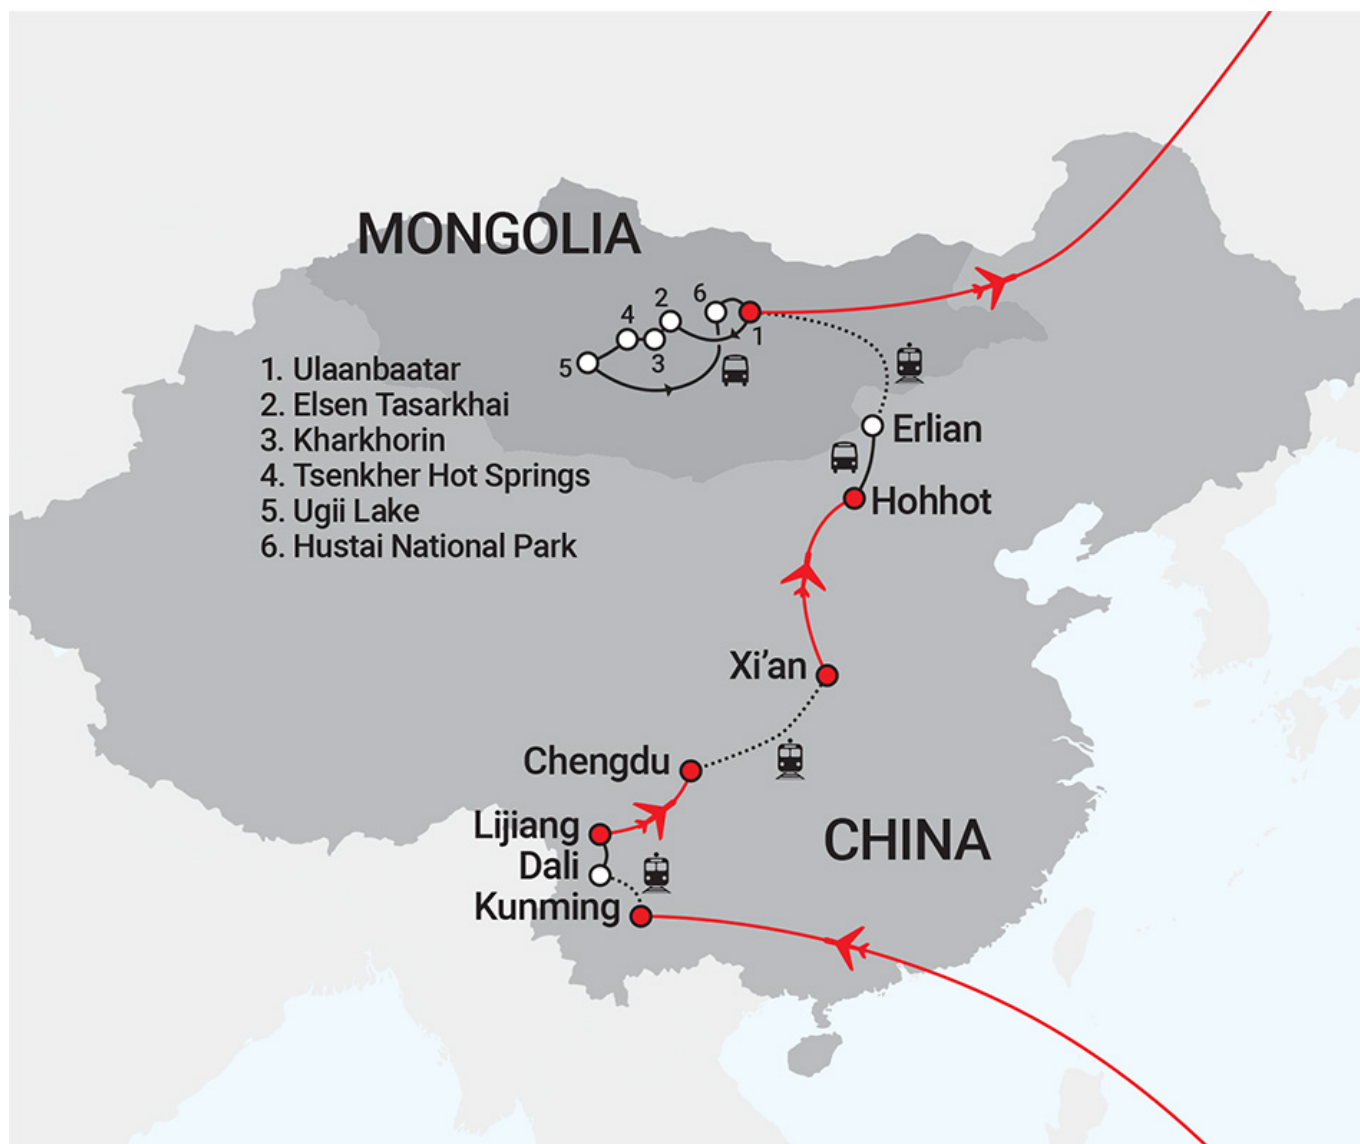 MONGOLIA
6
2
4
1
3
5
1. Ulaanbaatar
2. Elsen Tasarkhai
3. Kharkhorin
4. Tsenkher Hot Springs
5. Ugii Lake
6. Hustai National Park
Erlian
Hohhot
Xi’an
Chengdu
Lijiang
Dali
Kunming
CHINA